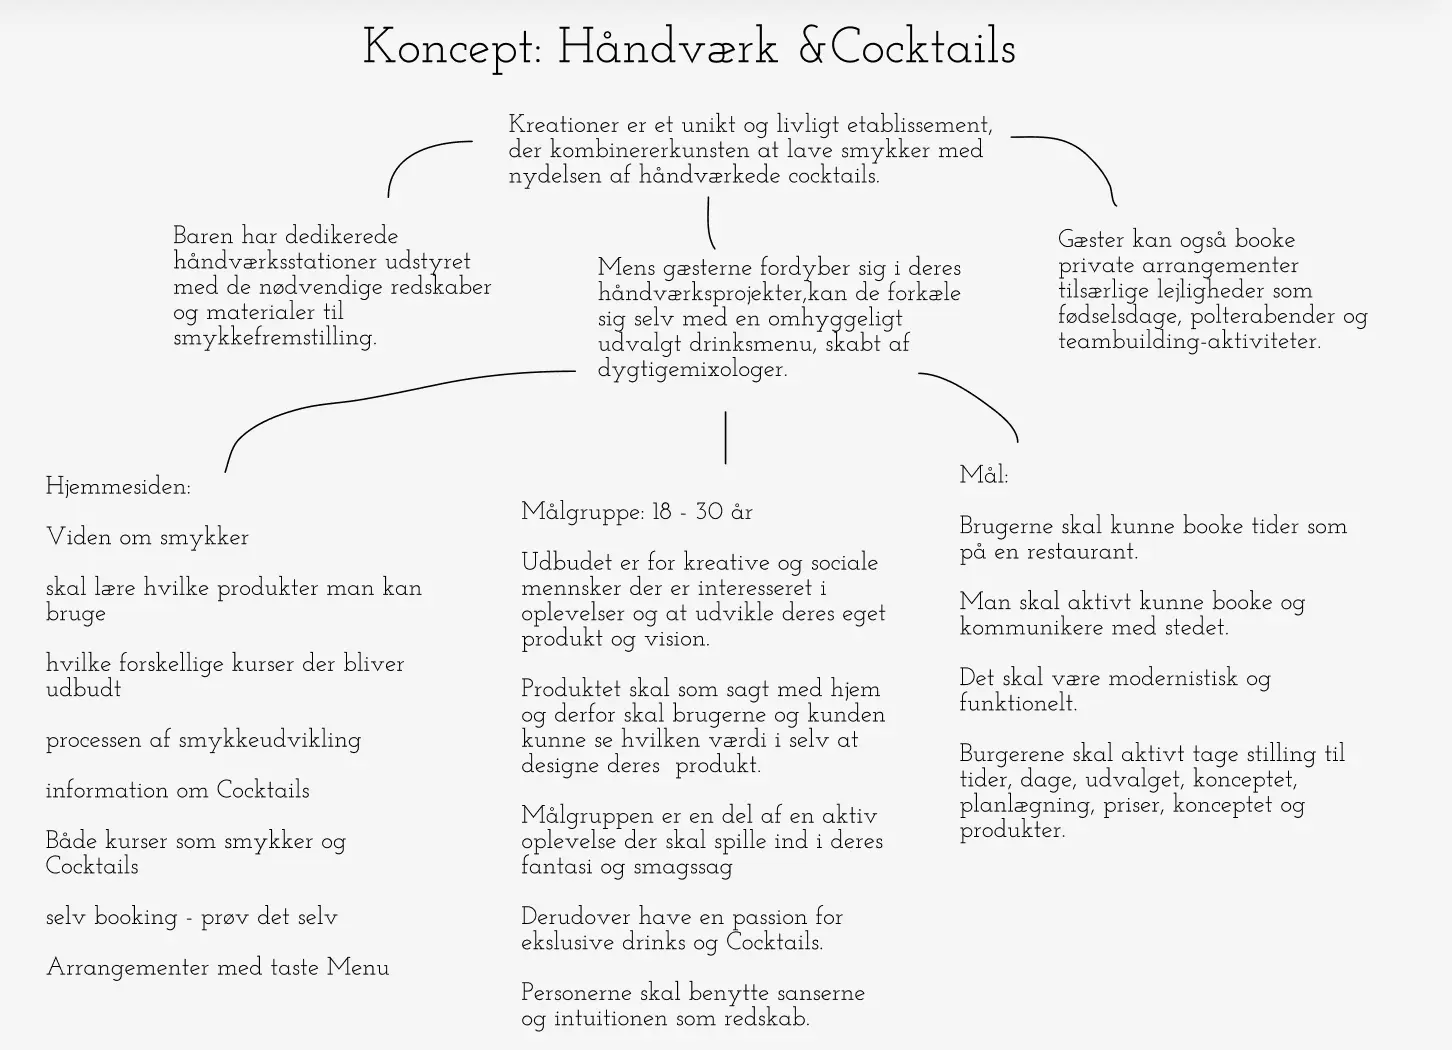 Koncept: Håndværk &Cocktails
Kreationer er et unikt og livligt etablissement,
der kombinererkunsten at lave smykker med
nydelsen af håndværkede cocktails.
Baren har dedikerede
håndværksstationer udstyret
med de nødvendige redskaber
og materialer til
smykkefremstilling.
Mens gæsterne fordyber sig i deres
håndværksprojekter,kan de forkæle
sig selv med en omhyggeligt
udvalgt drinksmenu, skabt af
dygtigemixologer.
Gæster kan også booke
private arrangementer
tilsærlige lejligheder som
fødselsdage, polterabender og
teambuilding-aktiviteter.
Hjemmesiden:
Viden om smykker
skal lære hvilke produkter man kan
bruge
hvilke forskellige kurser der bliver
udbudt
processen af smykkeudvikling
information om Cocktails
Både kurser som smykker og
Cocktails
selv booking - prøv det selv
Arrangementer med taste Menu
Målgruppe: 18 - 30 år
Udbudet er for kreative og sociale
mennsker der er interesseret i
oplevelser og at udvikle deres eget
produkt og vision.
Produktet skal som sagt med hjem
og derfor skal brugerne og kunden
kunne se hvilken værdi i selv at
designe deres  produkt.
Målgruppen er en del af en aktiv
oplevelse der skal spille ind i deres
fantasi og smagssag
Derudover have en passion for
ekslusive drinks og Cocktails.
Personerne skal benytte sanserne
og intuitionen som redskab.
Mål:
Brugerne skal kunne booke tider som
på en restaurant.
Man skal aktivt kunne booke og
kommunikere med stedet.
Det skal være modernistisk og
funktionelt.
Burgerene skal aktivt tage stilling til
tider, dage, udvalget, konceptet,
planlægning, priser, konceptet og
produkter.